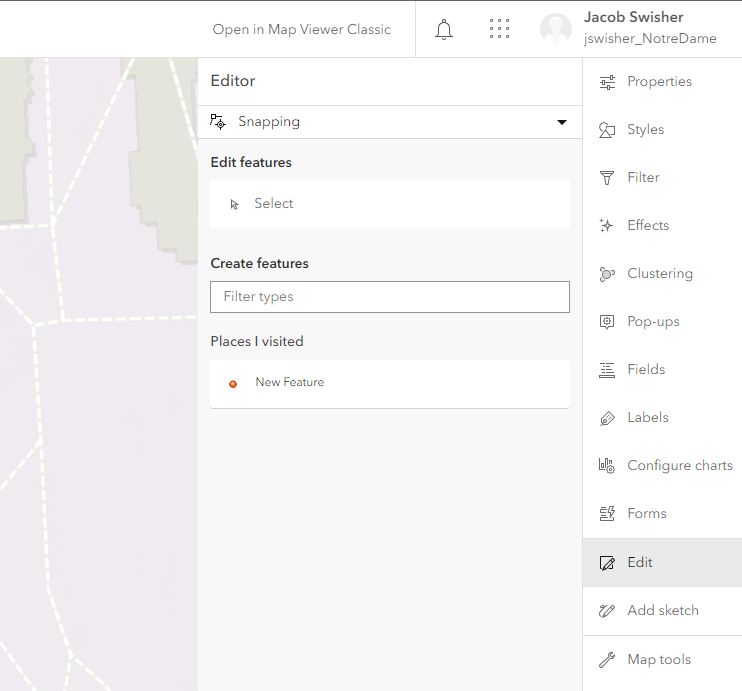 Open in Map Viewer Classic
Jacob Swisher
jswisher_NotreDame
Editor
Snapping
Edit features
Select
Create features
Filter types
Places I visited
New Feature
Properties
Styles
Filter
Effects
Clustering
Pop-ups
Fields
Labels
Configure charts
Forms
Edit
Add sketch
Map tools